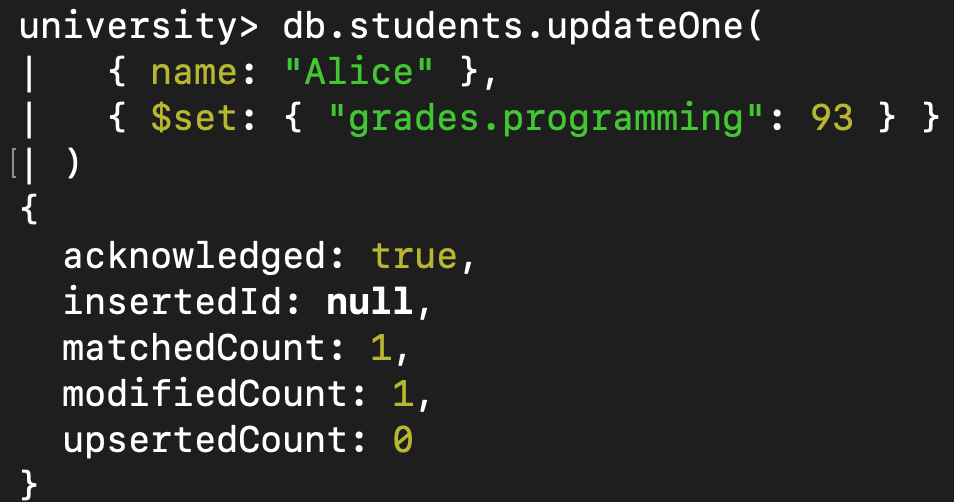 university> db.students.updateOne(
|   { name: "Alice" },
|   { $set: { "grades.programming": 93 } }
[| )
{
  acknowledged: true,
  insertedId: null,
  matchedCount: 1,
  modifiedCount: 1,
  upsertedCount: 0
}